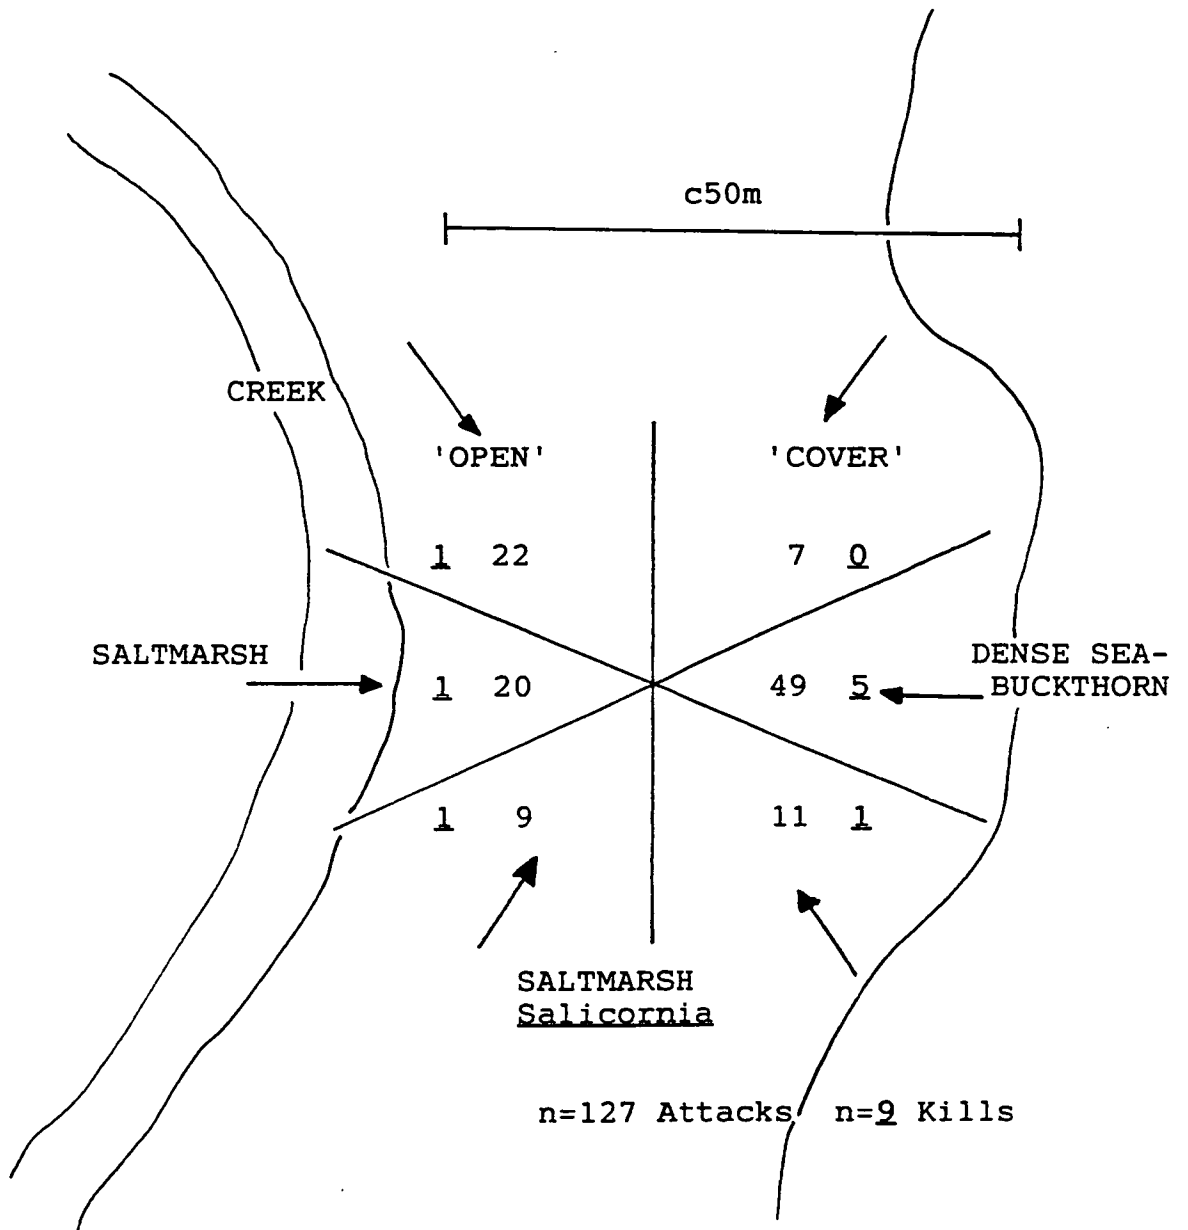 c50m
CREEK
'OPEN' 'COVER'
1 22 7 0
SALTMARSH
DENSE SEA-
BUCKTHORN
1 20 49 5
1 9 11 1
SALTMARSH
Salicornia
n=127 Attacks n=9 Kills